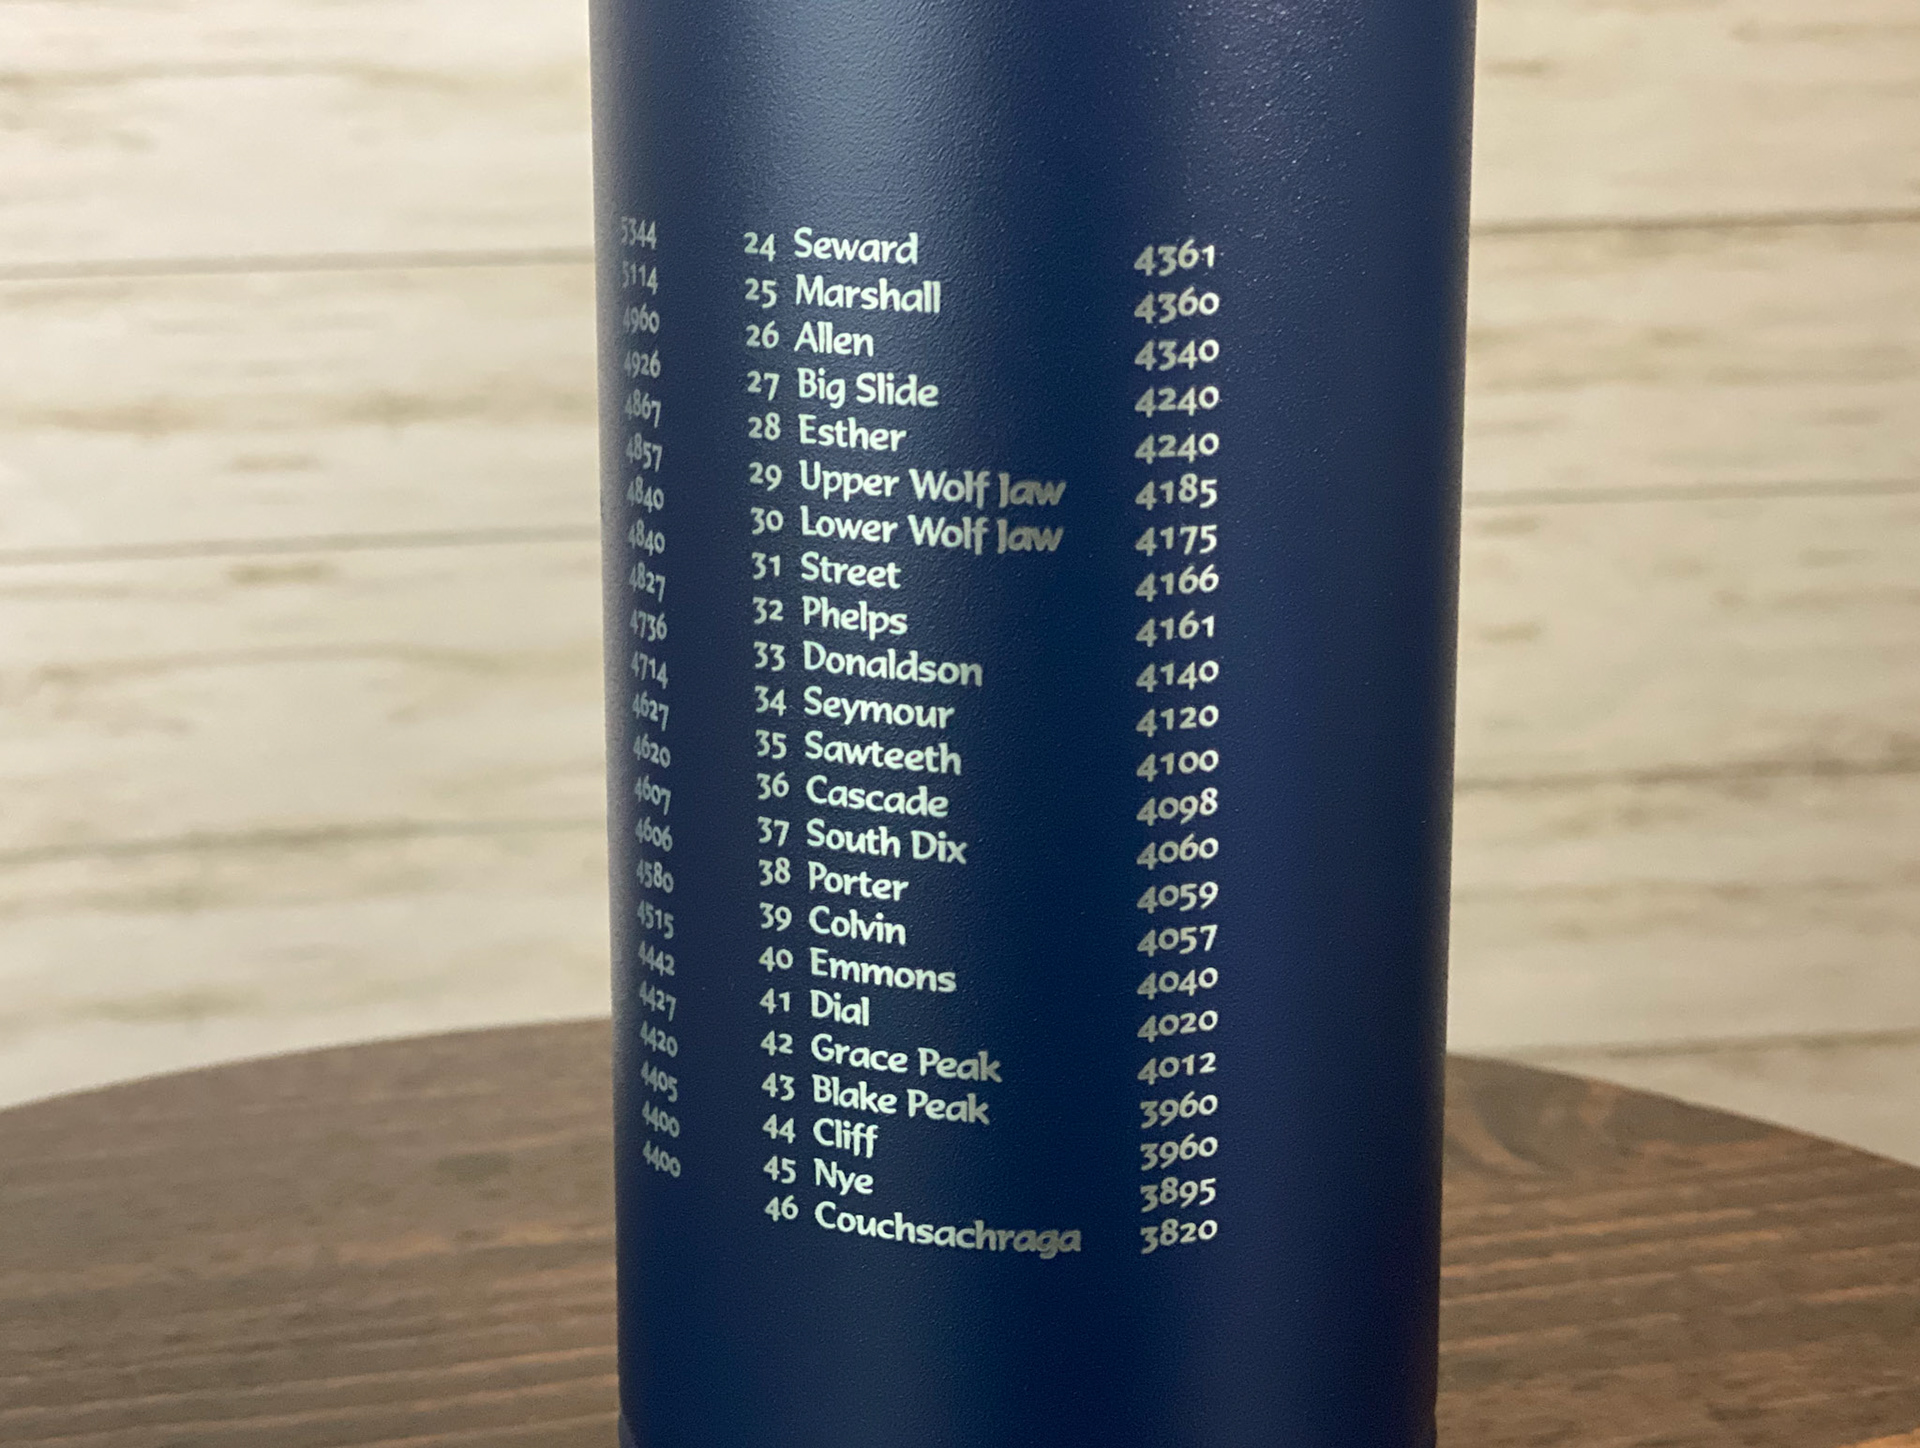 5344
5114
4960
4926
4867
4857
4840
4840
4827
4736
4714
4627
4620
4607
4606
4580
4515
4442
4427
4420
4405
4400
4400
24 Seward 4361
25 Marshall 4360
26 Allen 4340
27 Big Slide 4240
28 Esther 4240
29 Upper Wolf Jaw 4185
30 Lower Wolf Jaw 4175
31 Street 4166
32 Phelps 4161
33 Donaldson 4140
34 Seymour 4120
35 Sawteeth 4100
36 Cascade 4098
37 South Dix 4060
38 Porter 4059
39 Colvin 4057
40 Emmons 4040
41 Dial 4020
42 Grace Peak 4012
43 Blake Peak 3960
44 Cliff 3960
45 Nye 3895
46 Couchsachraga 3820